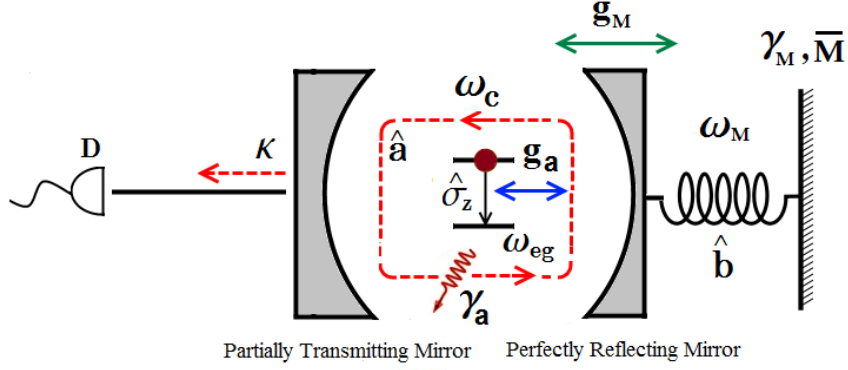 g_M
γ_M , M̅
ω_c
ω_M
D
κ
â
g_a
σ̂_z
ω_eg
b̂
γ_a
Partially Transmitting Mirror
Perfectly Reflecting Mirror